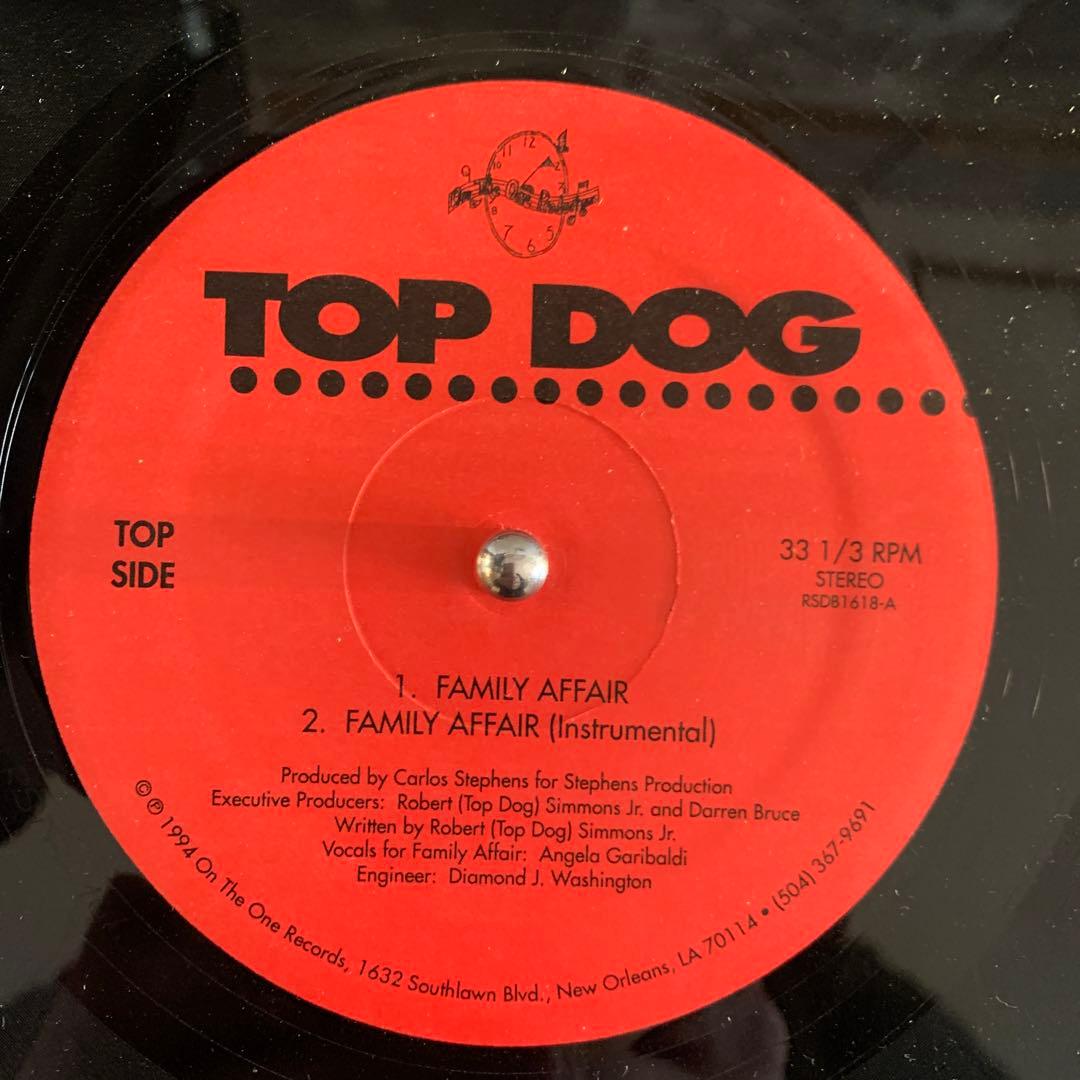 TOP DOG
TOP
SIDE
33 1/3 RPM
STEREO
RSDB1618-A
1. FAMILY AFFAIR
2. FAMILY AFFAIR (Instrumental)
Produced by Carlos Stephens for Stephens Production
Executive Producers: Robert (Top Dog) Simmons Jr. and Darren Bruce
Written by Robert (Top Dog) Simmons Jr.
Vocals for Family Affair: Angela Garibaldi
Engineer: Diamond J. Washington
© ℗ 1994 On The One Records, 1632 Southlawn Blvd., New Orleans, LA 70114 • (504) 367-9691